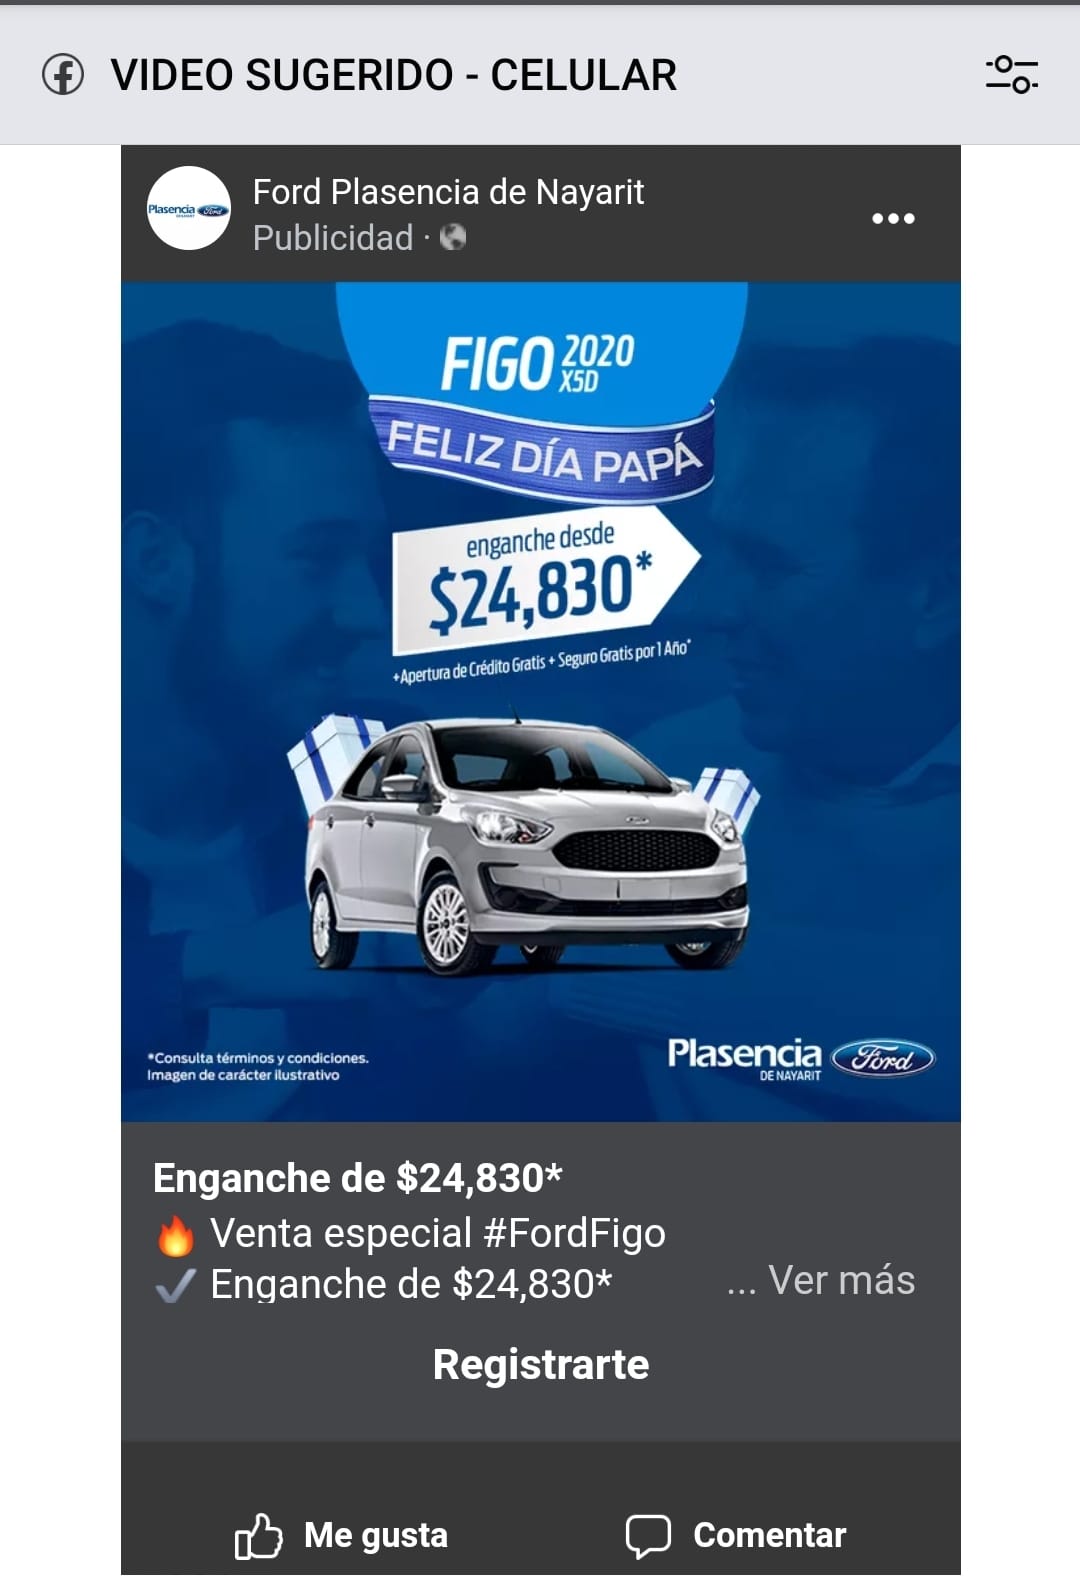 VIDEO SUGERIDO - CELULAR
Plasencia Ford
Ford Plasencia de Nayarit
Publicidad ·
FIGO 2020
X5D
FELIZ DÍA PAPÁ
enganche desde
$24,830*
+Apertura de Crédito Gratis + Seguro Gratis por 1 Año*
*Consulta términos y condiciones.
Imagen de carácter ilustrativo
Plasencia Ford
DE NAYARIT
Enganche de $24,830*
🔥 Venta especial #FordFigo
✔ Enganche de $24,830* ... Ver más
Registrarte
Me gusta
Comentar